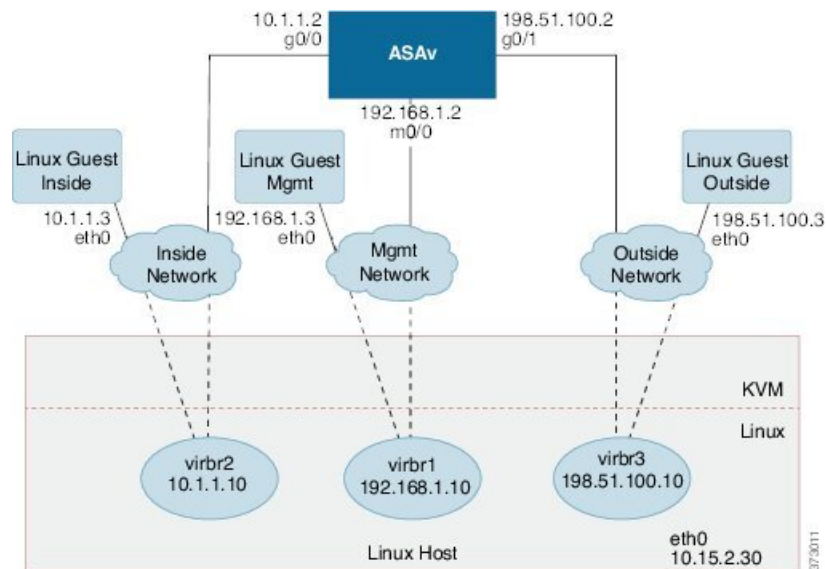 10.1.1.2
g0/0
ASAv
198.51.100.2
g0/1
192.168.1.2
m0/0
Linux Guest
Inside
Linux Guest
Mgmt
Linux Guest
Outside
10.1.1.3
eth0
192.168.1.3
eth0
198.51.100.3
eth0
Inside
Network
Mgmt
Network
Outside
Network
KVM
Linux
virbr2
10.1.1.10
virbr1
192.168.1.10
virbr3
198.51.100.10
Linux Host
eth0
10.15.2.30
373011